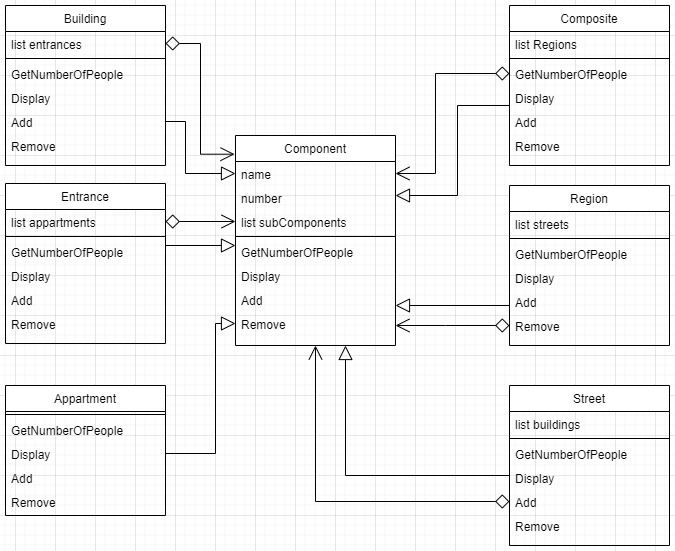 Building
list entrances
GetNumberOfPeople
Display
Add
Remove
Composite
list Regions
GetNumberOfPeople
Display
Add
Remove
Component
name
number
list subComponents
GetNumberOfPeople
Display
Add
Remove
Entrance
list appartments
GetNumberOfPeople
Display
Add
Remove
Region
list streets
GetNumberOfPeople
Display
Add
Remove
Appartment
GetNumberOfPeople
Display
Add
Remove
Street
list buildings
GetNumberOfPeople
Display
Add
Remove